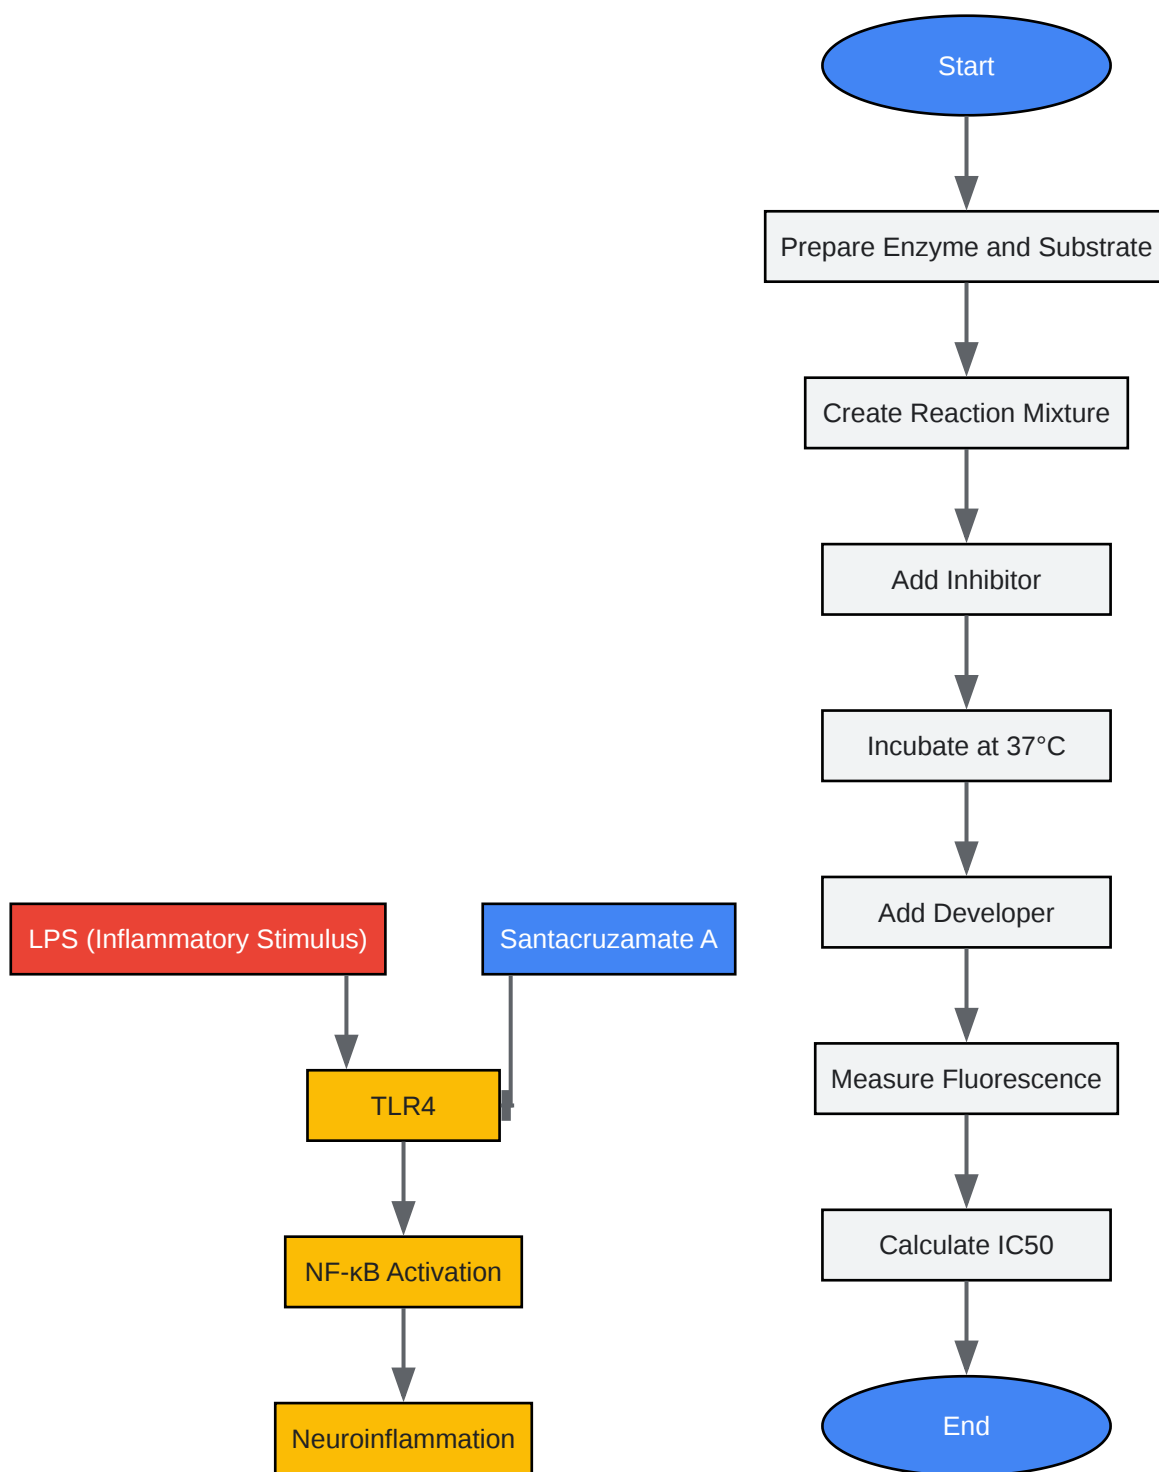 Start
Prepare Enzyme and Substrate
Create Reaction Mixture
Add Inhibitor
Incubate at 37°C
Add Developer
Measure Fluorescence
Calculate IC50
End
LPS (Inflammatory Stimulus)
Santacruzamate A
TLR4
NF-κB Activation
Neuroinflammation